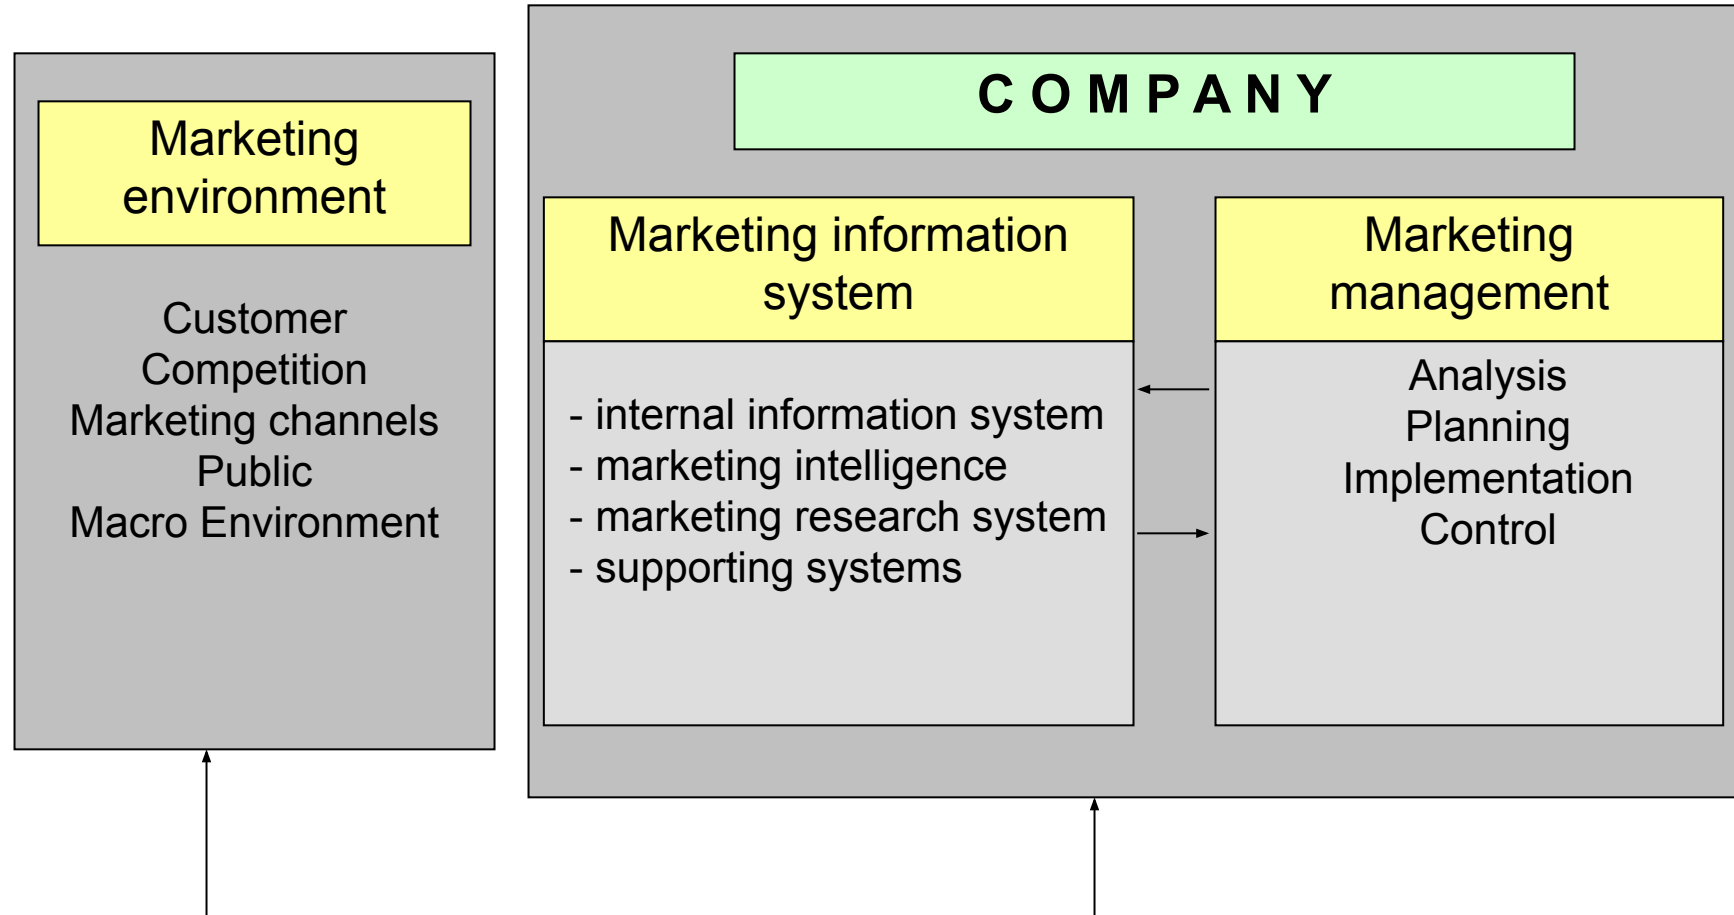 Marketing
environment
Customer
Competition
Marketing channels
Public
Macro Environment
C O M P A N Y
Marketing information
system
- internal information system
- marketing intelligence
- marketing research system
- supporting systems
Marketing
management
Analysis
Planning
Implementation
Control